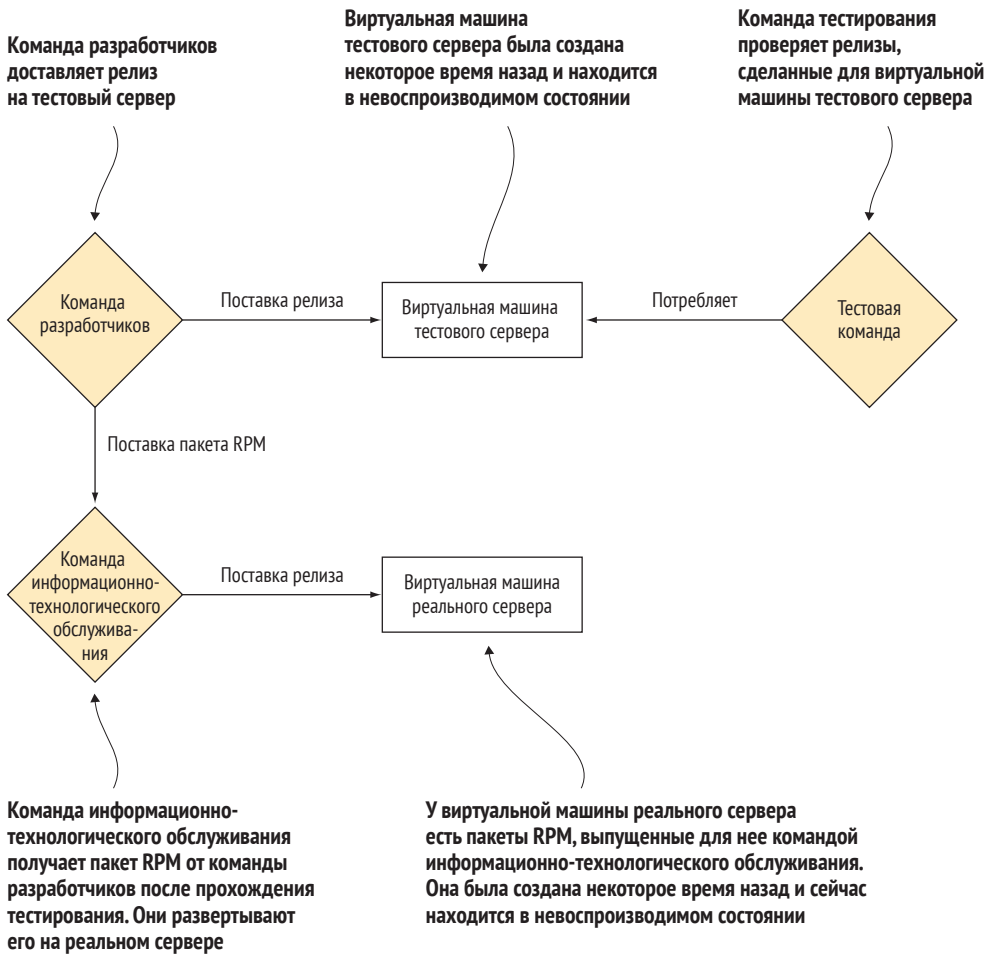 Команда разработчиков
доставляет релиз
на тестовый сервер
Виртуальная машина
тестового сервера была создана
некоторое время назад и находится
в невоспроизводимом состоянии
Команда тестирования
проверяет релизы,
сделанные для виртуальной
машины тестового сервера
Команда
разработчиков
Поставка релиза
Виртуальная машина
тестового сервера
Потребляет
Тестовая
команда
Поставка пакета RPM
Команда
информационно-
технологического
обслужива-
ния
Поставка релиза
Виртуальная машина
реального сервера
Команда информационно-
технологического обслуживания
получает пакет RPM от команды
разработчиков после прохождения
тестирования. Они развертывают
его на реальном сервере
У виртуальной машины реального сервера
есть пакеты RPM, выпущенные для нее командой
информационно-технологического обслуживания.
Она была создана некоторое время назад и сейчас
находится в невоспроизводимом состоянии